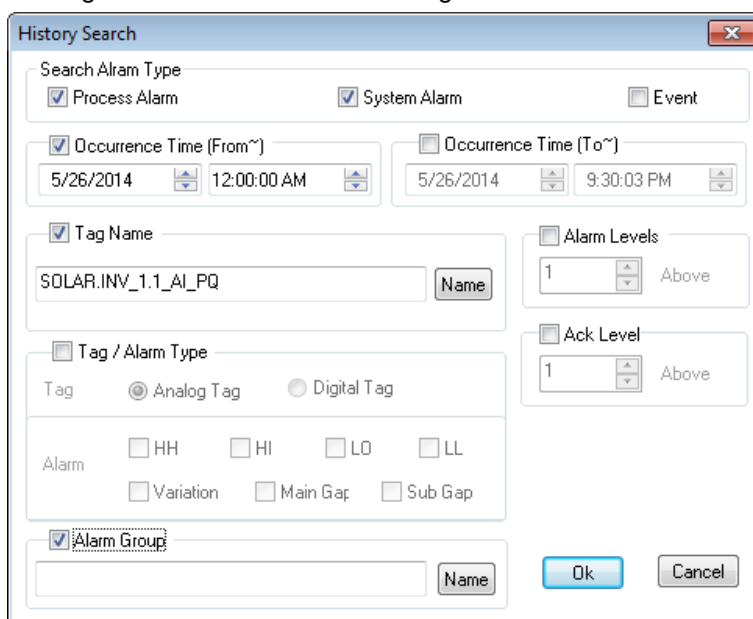 History Search
Search Alram Type
Process Alarm System Alarm Event
Occurrence Time (From~) Occurrence Time (To~)
5/26/2014 12:00:00 AM 5/26/2014 9:30:03 PM
Tag Name Alarm Levels
SOLAR.INV_1.1_AI_PQ Name 1 Above
Ack Level
Tag / Alarm Type 1 Above
Tag Analog Tag Digital Tag
Alarm HH HI LO LL
Variation Main Gap Sub Gap
Alarm Group
Name Ok Cancel